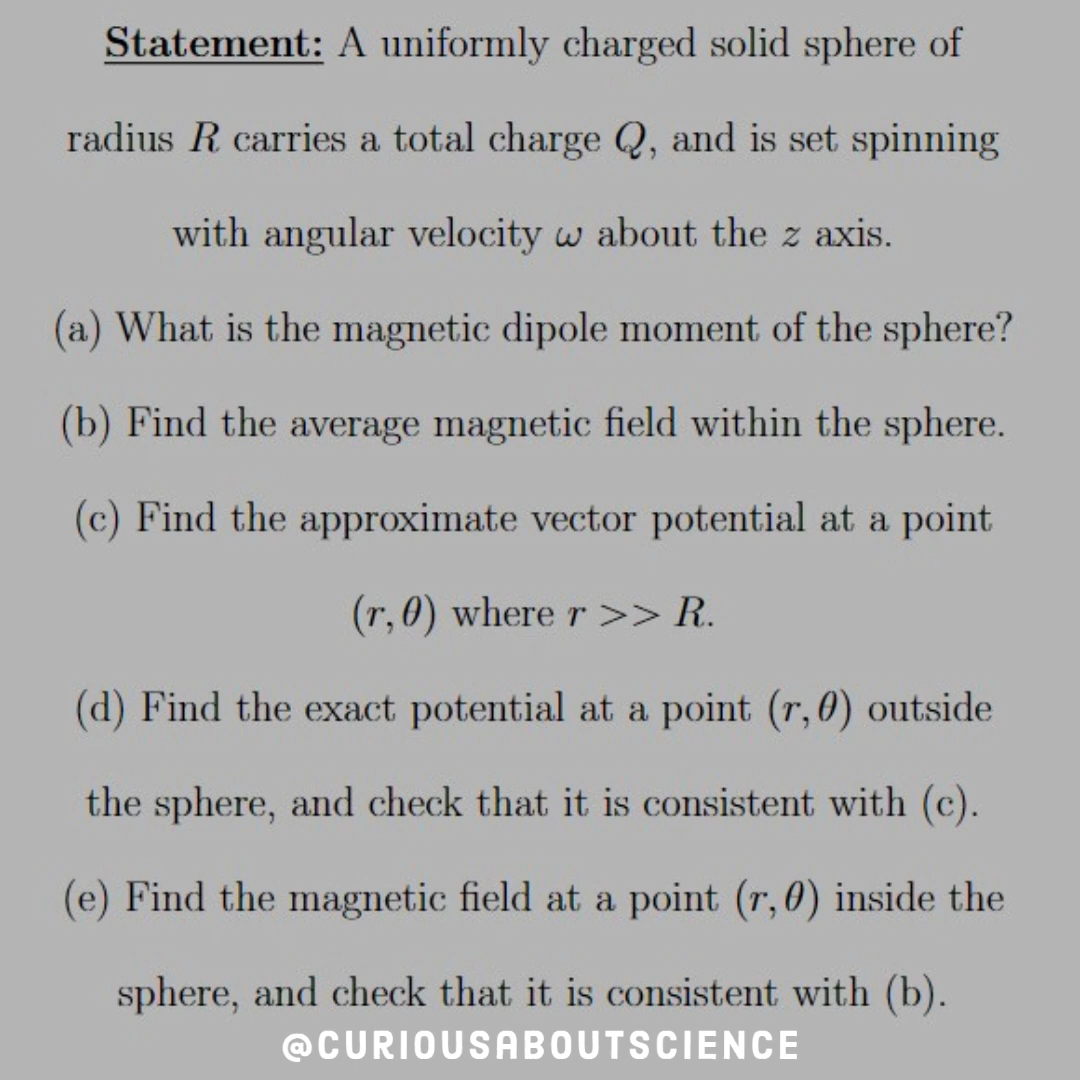 Statement: A uniformly charged solid sphere of
radius R carries a total charge Q, and is set spinning
with angular velocity ω about the z axis.
(a) What is the magnetic dipole moment of the sphere?
(b) Find the average magnetic field within the sphere.
(c) Find the approximate vector potential at a point
(r, θ) where r >> R.
(d) Find the exact potential at a point (r, θ) outside
the sphere, and check that it is consistent with (c).
(e) Find the magnetic field at a point (r, θ) inside the
sphere, and check that it is consistent with (b).
@CURIOUSABOUTSCIENCE